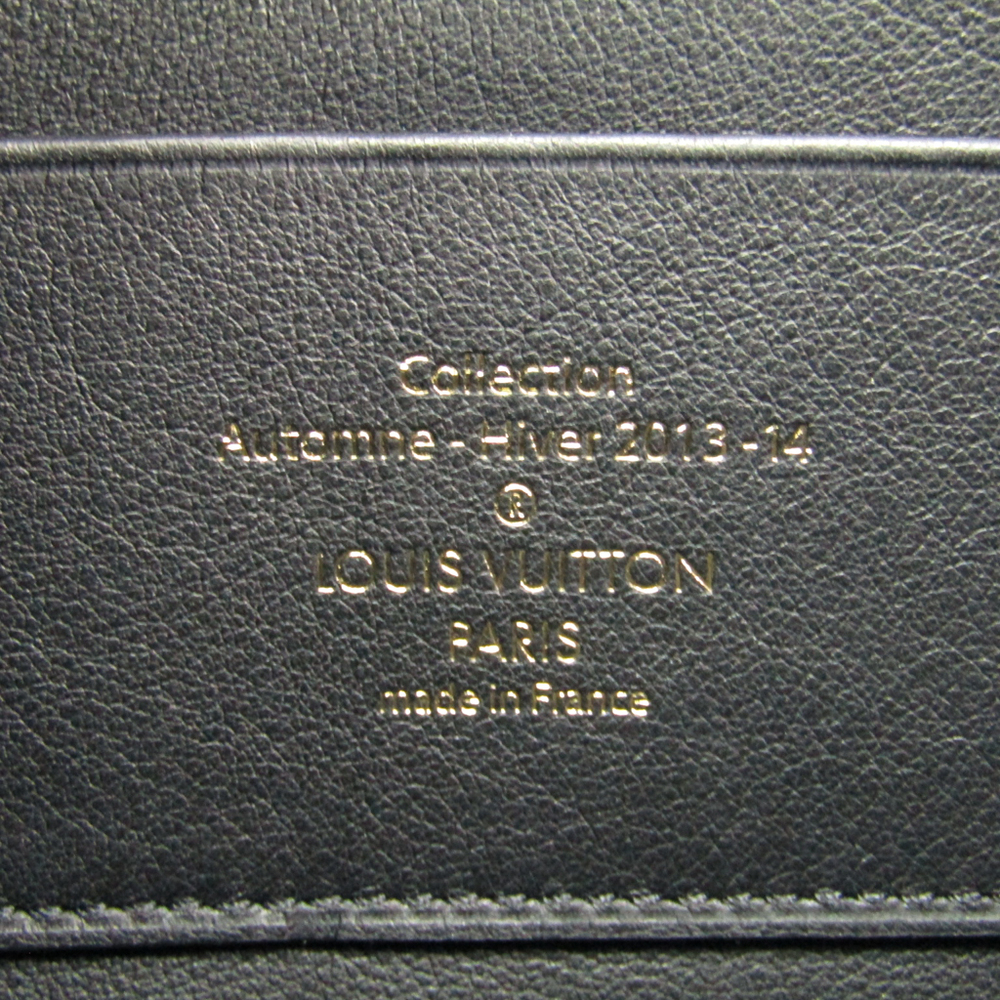 Collection
Automne - Hiver 2013 -14
®
LOUIS VUITTON
PARIS
made in France